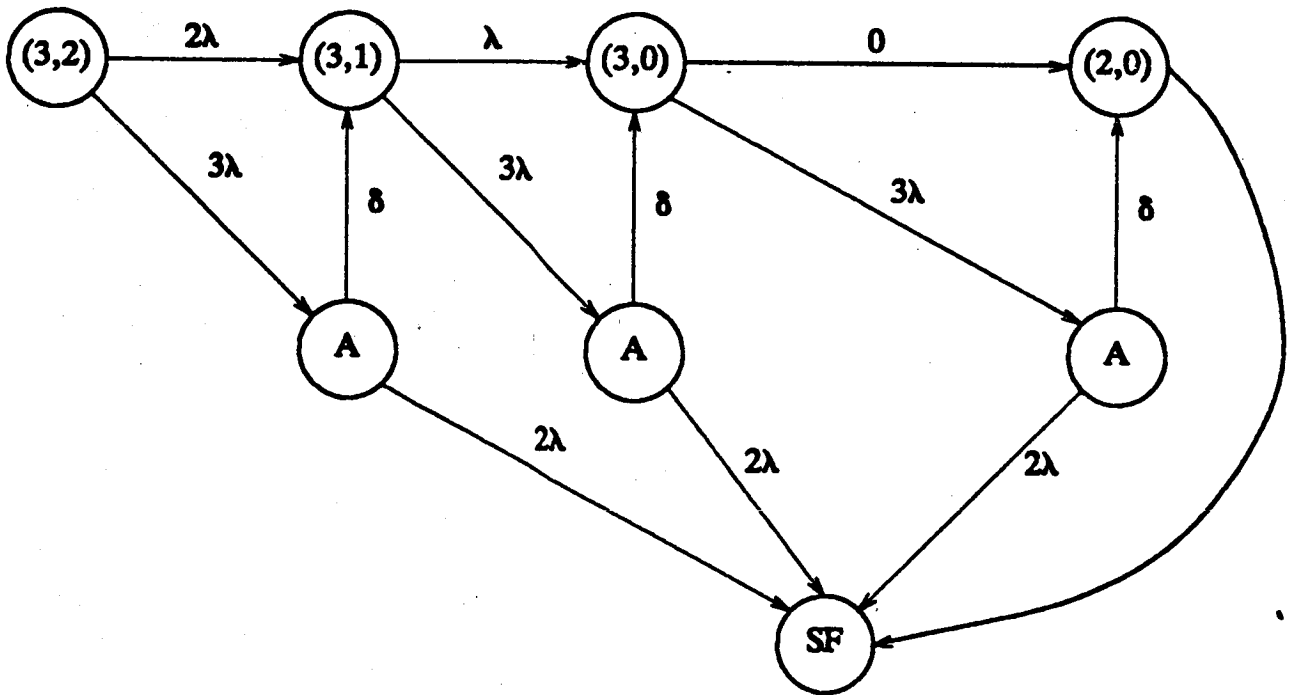 (3,2) 2λ (3,1) λ (3,0) 0 (2,0)
3λ δ 3λ δ 3λ δ
A A A
2λ 2λ 2λ
SF